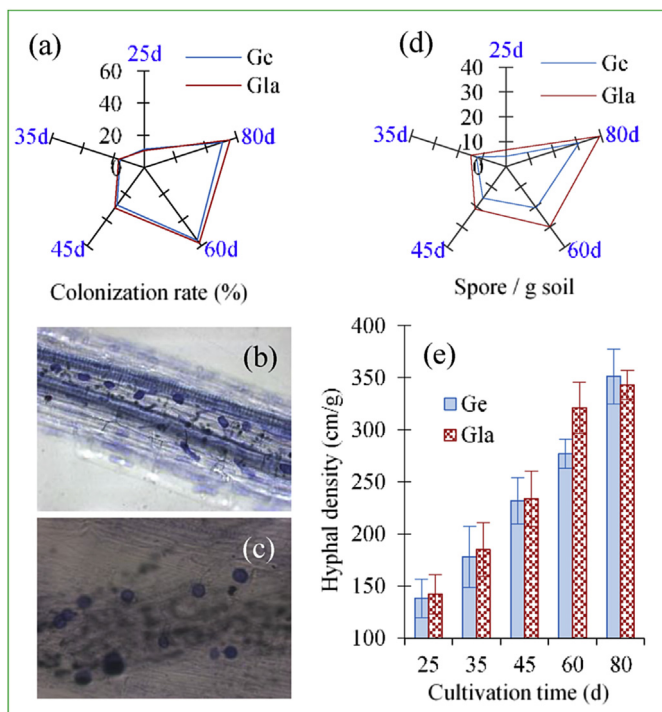 (a)
25d
60
40
20
0
Ge
Gla
80d
35d
45d
60d
Colonization rate (%)
(d)
25d
40
30
20
10
0
Ge
Gla
80d
35d
45d
60d
Spore / g soil
(b)
(c)
(e)
400
350
300
250
200
150
100
Hyphal density (cm/g)
Ge
Gla
25 35 45 60 80
Cultivation time (d)